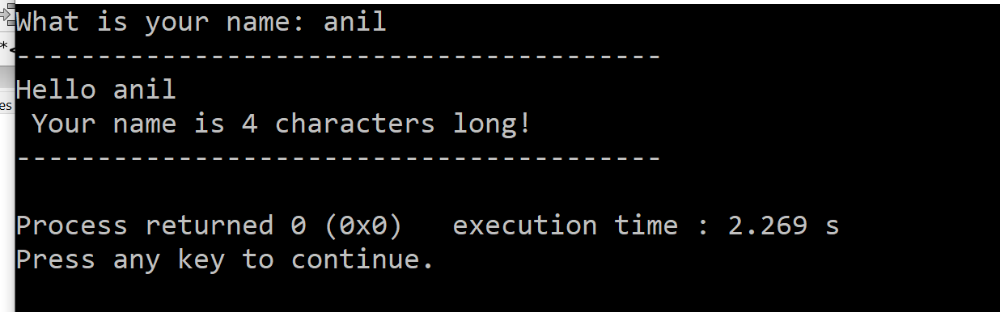 What is your name: anil
----------------------------------------
Hello anil
 Your name is 4 characters long!
----------------------------------------
Process returned 0 (0x0)   execution time : 2.269 s
Press any key to continue.
*<
es